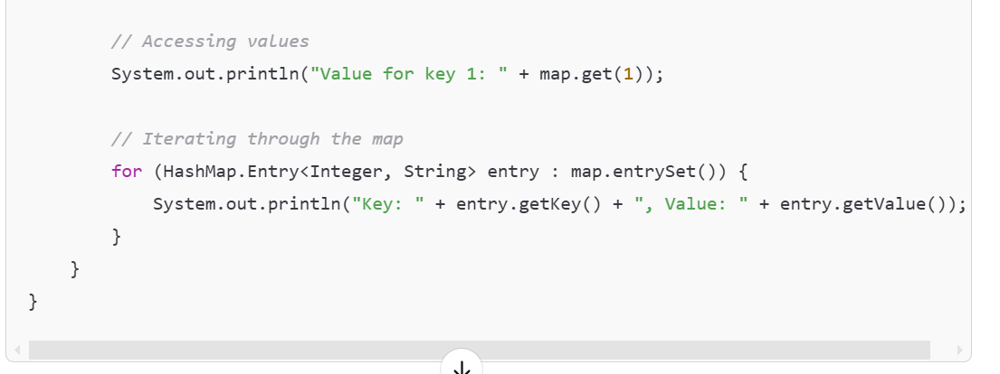 // Accessing values
System.out.println("Value for key 1: " + map.get(1));
// Iterating through the map
for (HashMap.Entry<Integer, String> entry : map.entrySet()) {
System.out.println("Key: " + entry.getKey() + ", Value: " + entry.getValue());
}
}
}